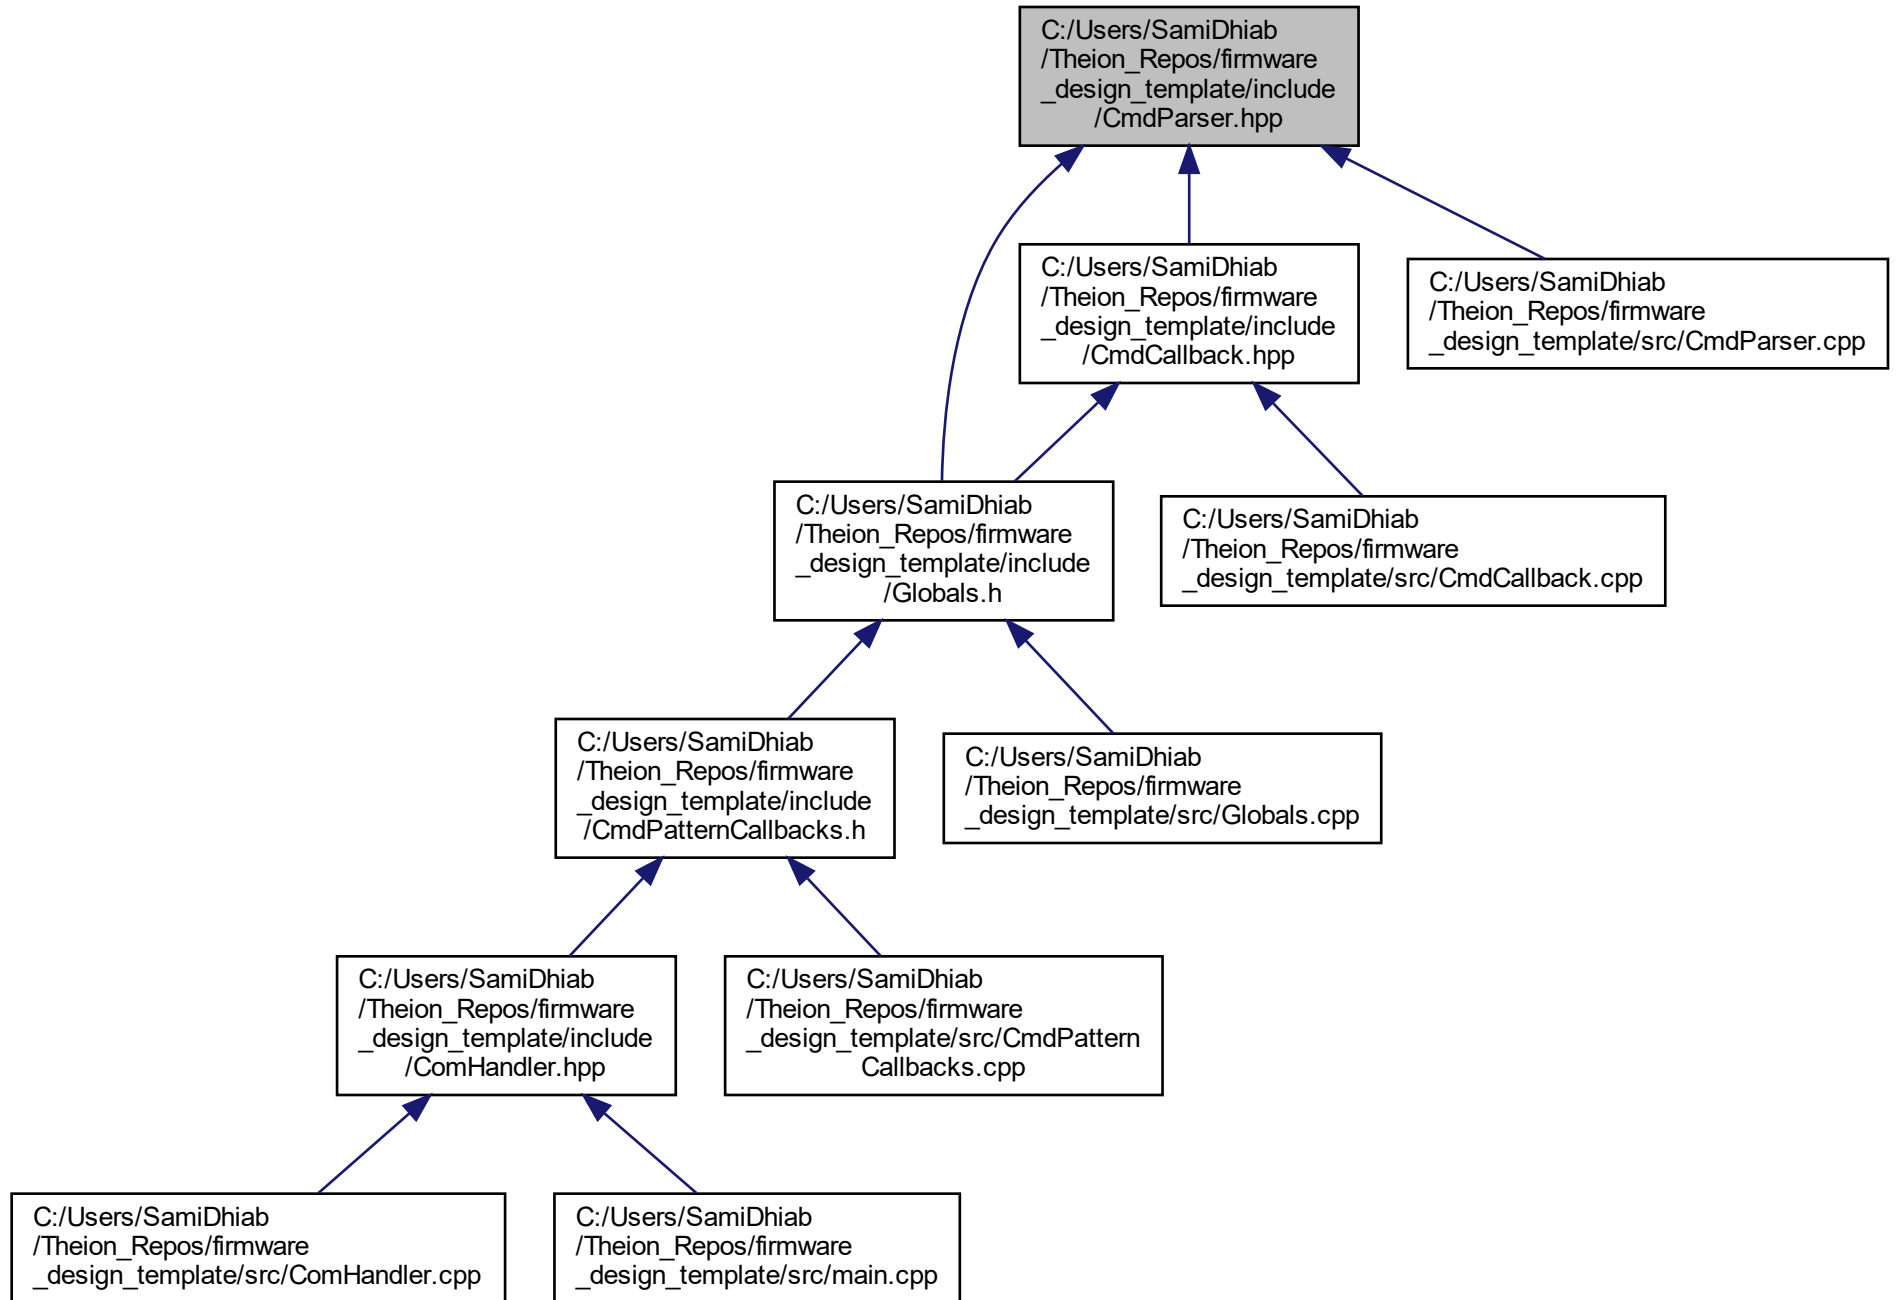 C:/Users/SamiDhiab
/Theion_Repos/firmware
_design_template/include
/CmdParser.hpp
C:/Users/SamiDhiab
/Theion_Repos/firmware
_design_template/include
/CmdCallback.hpp
C:/Users/SamiDhiab
/Theion_Repos/firmware
_design_template/src/CmdParser.cpp
C:/Users/SamiDhiab
/Theion_Repos/firmware
_design_template/include
/Globals.h
C:/Users/SamiDhiab
/Theion_Repos/firmware
_design_template/src/CmdCallback.cpp
C:/Users/SamiDhiab
/Theion_Repos/firmware
_design_template/include
/CmdPatternCallbacks.h
C:/Users/SamiDhiab
/Theion_Repos/firmware
_design_template/src/Globals.cpp
C:/Users/SamiDhiab
/Theion_Repos/firmware
_design_template/include
/ComHandler.hpp
C:/Users/SamiDhiab
/Theion_Repos/firmware
_design_template/src/CmdPattern
Callbacks.cpp
C:/Users/SamiDhiab
/Theion_Repos/firmware
_design_template/src/ComHandler.cpp
C:/Users/SamiDhiab
/Theion_Repos/firmware
_design_template/src/main.cpp